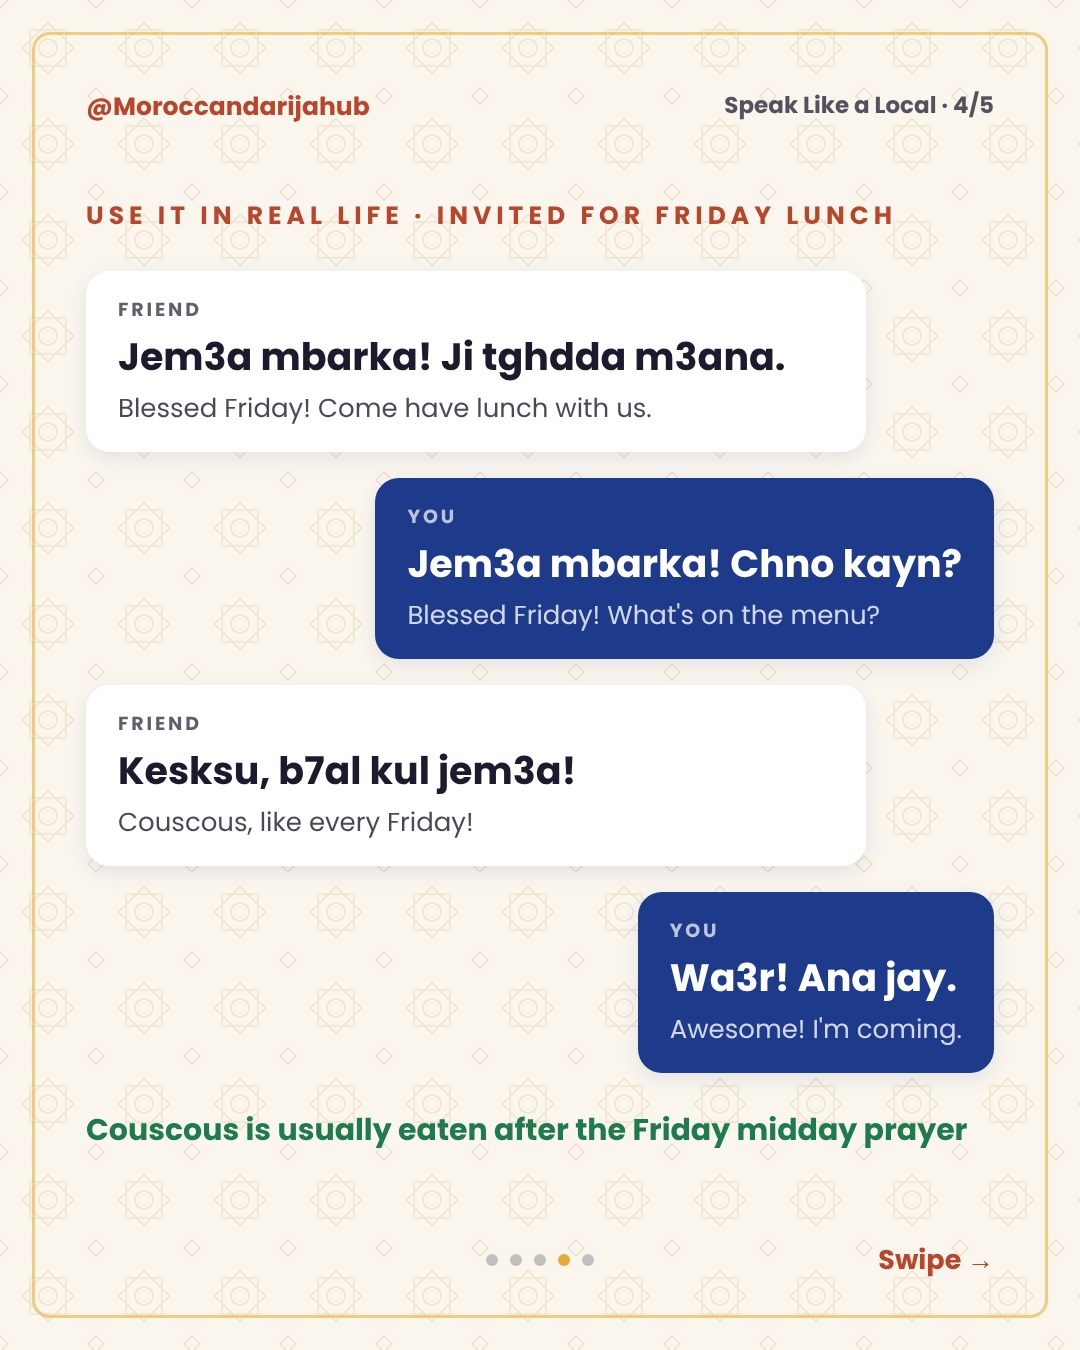 @Moroccandarijahub
Speak Like a Local · 4/5
USE IT IN REAL LIFE · INVITED FOR FRIDAY LUNCH
FRIEND
Jem3a mbarka! Ji tghdda m3ana.
Blessed Friday! Come have lunch with us.
YOU
Jem3a mbarka! Chno kayn?
Blessed Friday! What's on the menu?
FRIEND
Kesksu, b7al kul jem3a!
Couscous, like every Friday!
YOU
Wa3r! Ana jay.
Awesome! I'm coming.
Couscous is usually eaten after the Friday midday prayer
Swipe →